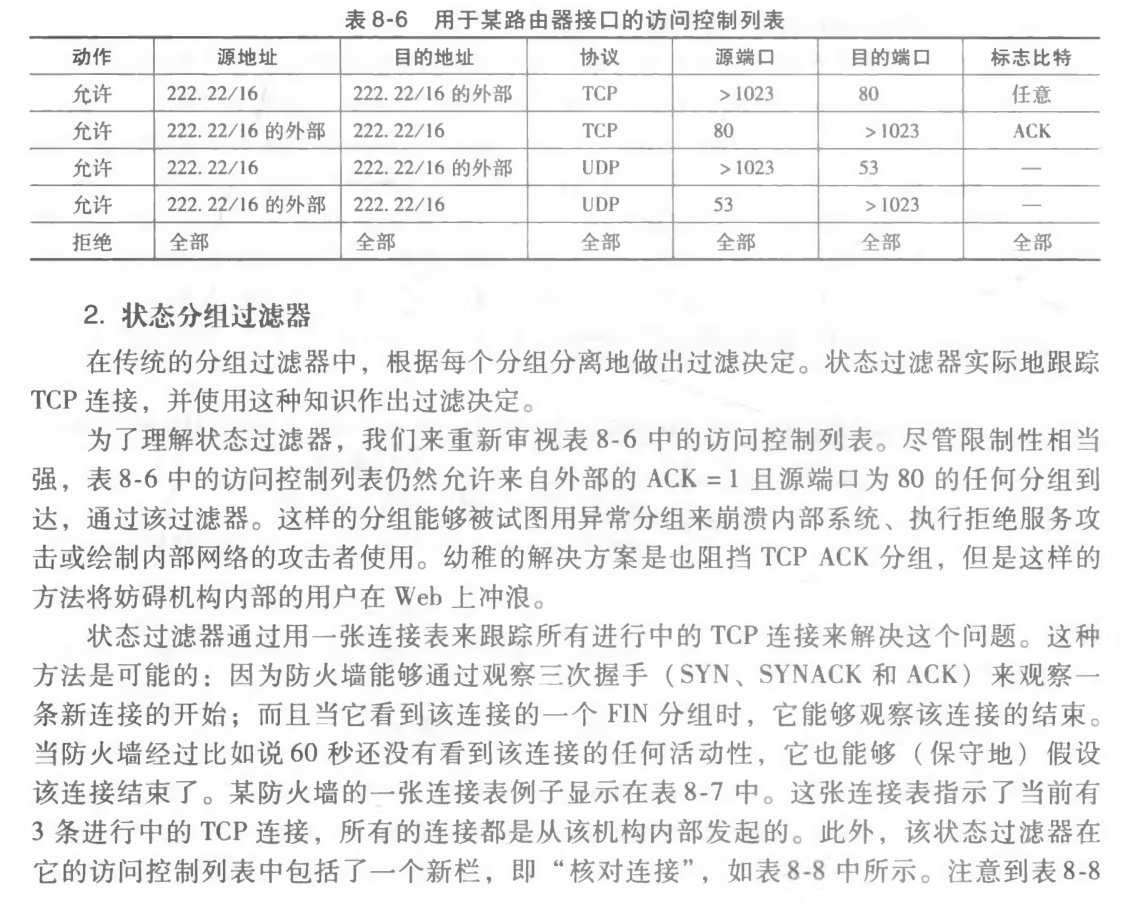 表 8-6 用于某路由器接口的访问控制列表
动作 源地址 目的地址 协议 源端口 目的端口 标志比特
允许 222. 22/16 222. 22/16 的外部 TCP > 1023 80 任意
允许 222. 22/16 的外部 222. 22/16 TCP 80 > 1023 ACK
允许 222. 22/16 222. 22/16 的外部 UDP > 1023 53 —
允许 222. 22/16 的外部 222. 22/16 UDP 53 > 1023 —
拒绝 全部 全部 全部 全部 全部 全部
2. 状态分组过滤器
在传统的分组过滤器中，根据每个分组分离地做出过滤决定。状态过滤器实际地跟踪
TCP 连接，并使用这种知识作出过滤决定。
为了理解状态过滤器，我们来重新审视表 8-6 中的访问控制列表。尽管限制性相当
强，表 8-6 中的访问控制列表仍然允许来自外部的 ACK = 1 且源端口为 80 的任何分组到
达，通过该过滤器。这样的分组能够被试图用异常分组来崩溃内部系统、执行拒绝服务攻
击或绘制内部网络的攻击者使用。幼稚的解决方案是也阻挡 TCP ACK 分组，但是这样的
方法将妨碍机构内部的用户在 Web 上冲浪。
状态过滤器通过用一张连接表来跟踪所有进行中的 TCP 连接来解决这个问题。这种
方法是可能的：因为防火墙能够通过观察三次握手（SYN、SYNACK 和 ACK）来观察一
条新连接的开始；而且当它看到该连接的一个 FIN 分组时，它能够观察该连接的结束。
当防火墙经过比如说 60 秒还没有看到该连接的任何活动性，它也能够（保守地）假设
该连接结束了。某防火墙的一张连接表例子显示在表 8-7 中。这张连接表指示了当前有
3 条进行中的 TCP 连接，所有的连接都是从该机构内部发起的。此外，该状态过滤器在
它的访问控制列表中包括了一个新栏，即“核对连接”，如表 8-8 中所示。注意到表 8-8